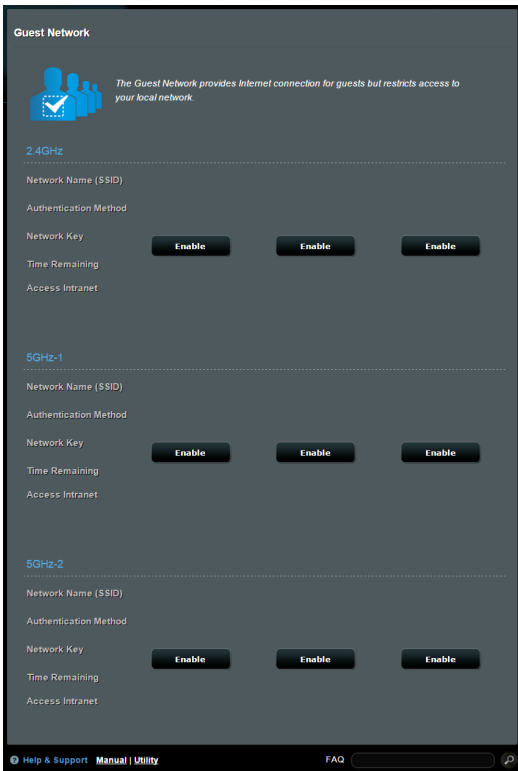 Guest Network
The Guest Network provides Internet connection for guests but restricts access to
your local network.
2.4GHz
Network Name (SSID)
Authentication Method
Network Key
Enable Enable Enable
Time Remaining
Access Intranet
5GHz-1
Network Name (SSID)
Authentication Method
Network Key
Enable Enable Enable
Time Remaining
Access Intranet
5GHz-2
Network Name (SSID)
Authentication Method
Network Key
Enable Enable Enable
Time Remaining
Access Intranet
? Help & Support Manual | Utility FAQ